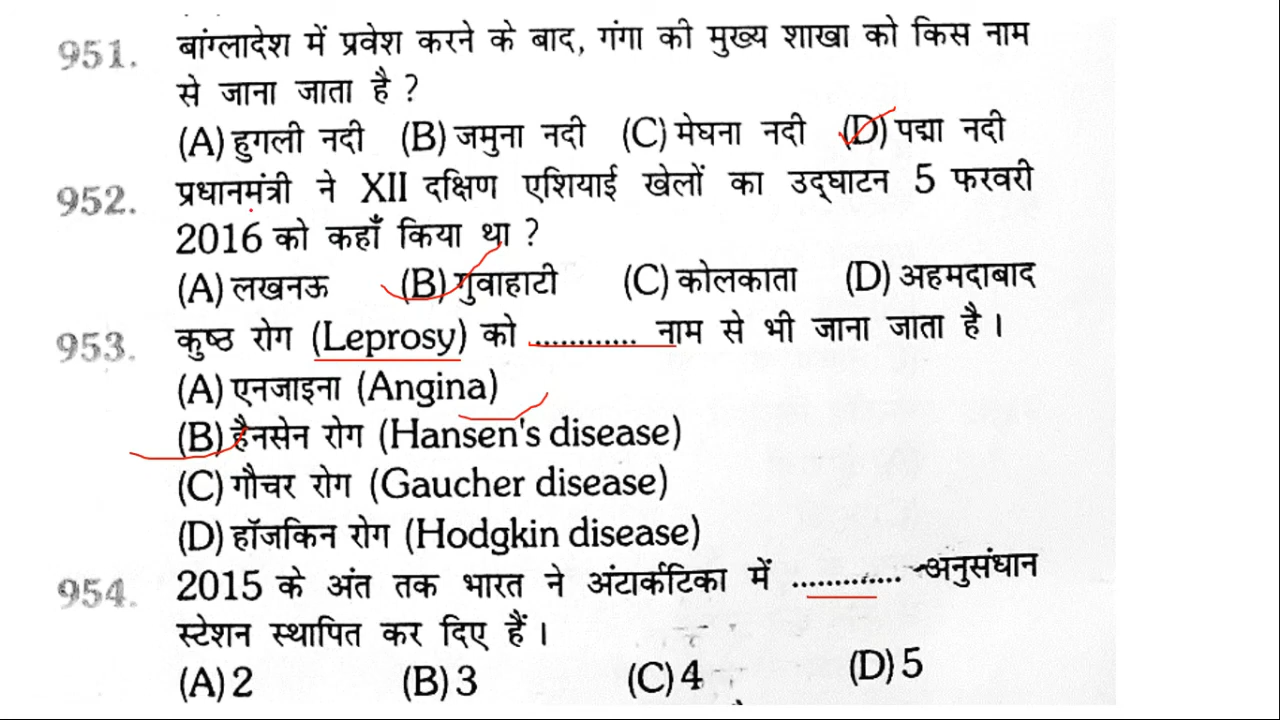 951. बांग्लादेश में प्रवेश करने के बाद, गंगा की मुख्य शाखा को किस नाम
से जाना जाता है ?
(A) हुगली नदी (B) जमुना नदी (C) मेघना नदी (D) पद्मा नदी
952. प्रधानमंत्री ने XII दक्षिण एशियाई खेलों का उद्घाटन 5 फरवरी
2016 को कहाँ किया था ?
(A) लखनऊ (B) गुवाहाटी (C) कोलकाता (D) अहमदाबाद
953. कुष्ठ रोग (Leprosy) को ............. नाम से भी जाना जाता है ।
(A) एनजाइना (Angina)
(B) हैनसेन रोग (Hansen's disease)
(C) गौचर रोग (Gaucher disease)
(D) हॉजकिन रोग (Hodgkin disease)
954. 2015 के अंत तक भारत ने अंटार्कटिका में ............. अनुसंधान
स्टेशन स्थापित कर दिए हैं ।
(A) 2 (B) 3 (C) 4 (D) 5